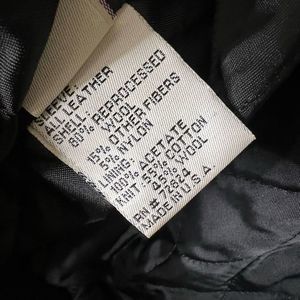 SLEEVE:
ALL LEATHER
SHELL:
80% REPROCESSED
WOOL
15% OTHER FIBERS
5% NYLON
LINING:
100% ACETATE
KNIT: 55% COTTON
45% WOOL
RN# 72824
MADE IN U.S.A.